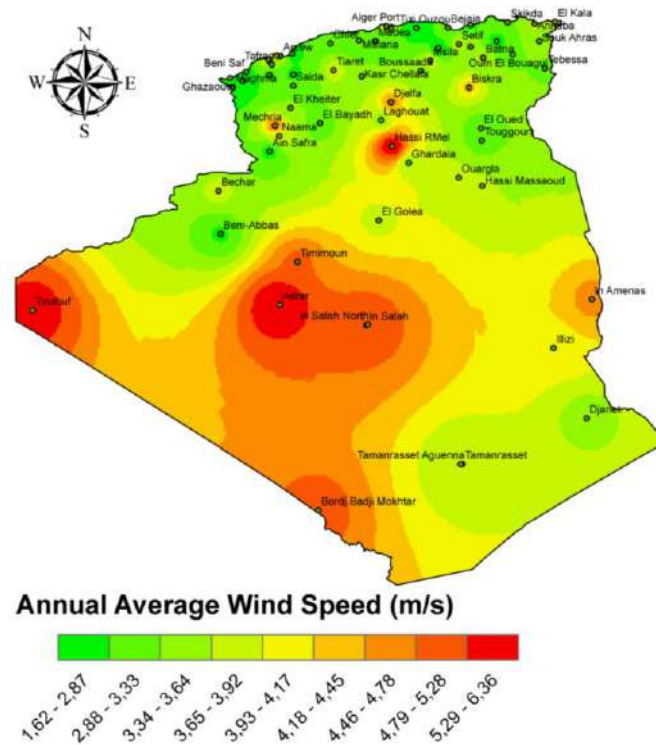 Skikda
El Kala
Alger Port
Tizi Ouzou
Bejaia
Annaba
Chlef
Medea
Souk Ahras
Miliana
Setif
Batna
Msila
Beni Saf
Tiaret
Boussaada
Oum El Bouagui
Tebessa
Maghnia
Saida
Kasr Chellala
Biskra
Ghazaouet
El Kheiter
Djelfa
N
W
E
S
Mechria
El Bayadh
Laghouat
El Oued
Naama
Touggourt
Ain Safra
Hassi RMel
Ghardaia
Bechar
Ouargla
Hassi Massaoud
El Golea
Beni-Abbas
Timimoun
Tindouf
Adrar
In Amenas
In Salah North
In Salah
Illizi
Djanet
Tamanrasset Aguenna
Tamanrasset
Bordj Badji Mokhtar
Annual Average Wind Speed (m/s)
1,62 - 2,87
2,88 - 3,33
3,34 - 3,64
3,65 - 3,92
3,93 - 4,17
4,18 - 4,45
4,46 - 4,78
4,79 - 5,28
5,29 - 6,36